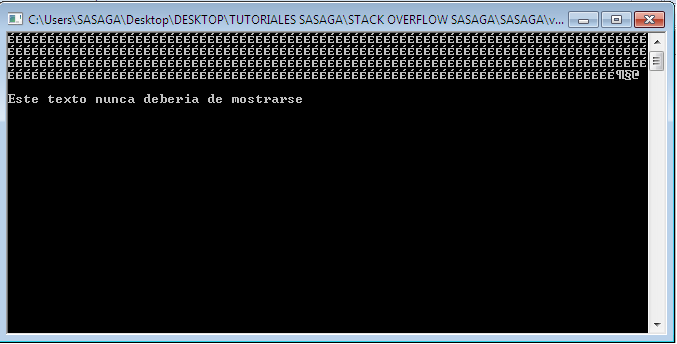 C:\Users\SASAGA\Desktop\DESKTOP\TUTORIALES SASAGA\STACK OVERFLOW SASAGA\SASAGA\v...
ÉÉÉÉÉÉÉÉÉÉÉÉÉÉÉÉÉÉÉÉÉÉÉÉÉÉÉÉÉÉÉÉÉÉÉÉÉÉÉÉÉÉÉÉÉÉÉÉÉÉÉÉÉÉÉÉÉÉÉÉÉÉÉÉÉÉÉÉÉÉÉÉÉÉÉÉÉÉÉÉ
ÉÉÉÉÉÉÉÉÉÉÉÉÉÉÉÉÉÉÉÉÉÉÉÉÉÉÉÉÉÉÉÉÉÉÉÉÉÉÉÉÉÉÉÉÉÉÉÉÉÉÉÉÉÉÉÉÉÉÉÉÉÉÉÉÉÉÉÉÉÉÉÉÉÉÉÉÉÉÉÉ
ÉÉÉÉÉÉÉÉÉÉÉÉÉÉÉÉÉÉÉÉÉÉÉÉÉÉÉÉÉÉÉÉÉÉÉÉÉÉÉÉÉÉÉÉÉÉÉÉÉÉÉÉÉÉÉÉÉÉÉÉÉÉÉÉÉÉÉÉÉÉÉÉÉÉÉÉÉÉÉÉ
ÉÉÉÉÉÉÉÉÉÉÉÉÉÉÉÉÉÉÉÉÉÉÉÉÉÉÉÉÉÉÉÉÉÉÉÉÉÉÉÉÉÉÉÉÉÉÉÉÉÉÉÉÉÉÉÉÉÉÉÉÉÉÉÉÉÉÉÉÉÉÉÉÉÉÉÉ¶§@
Este texto nunca deberia de mostrarse